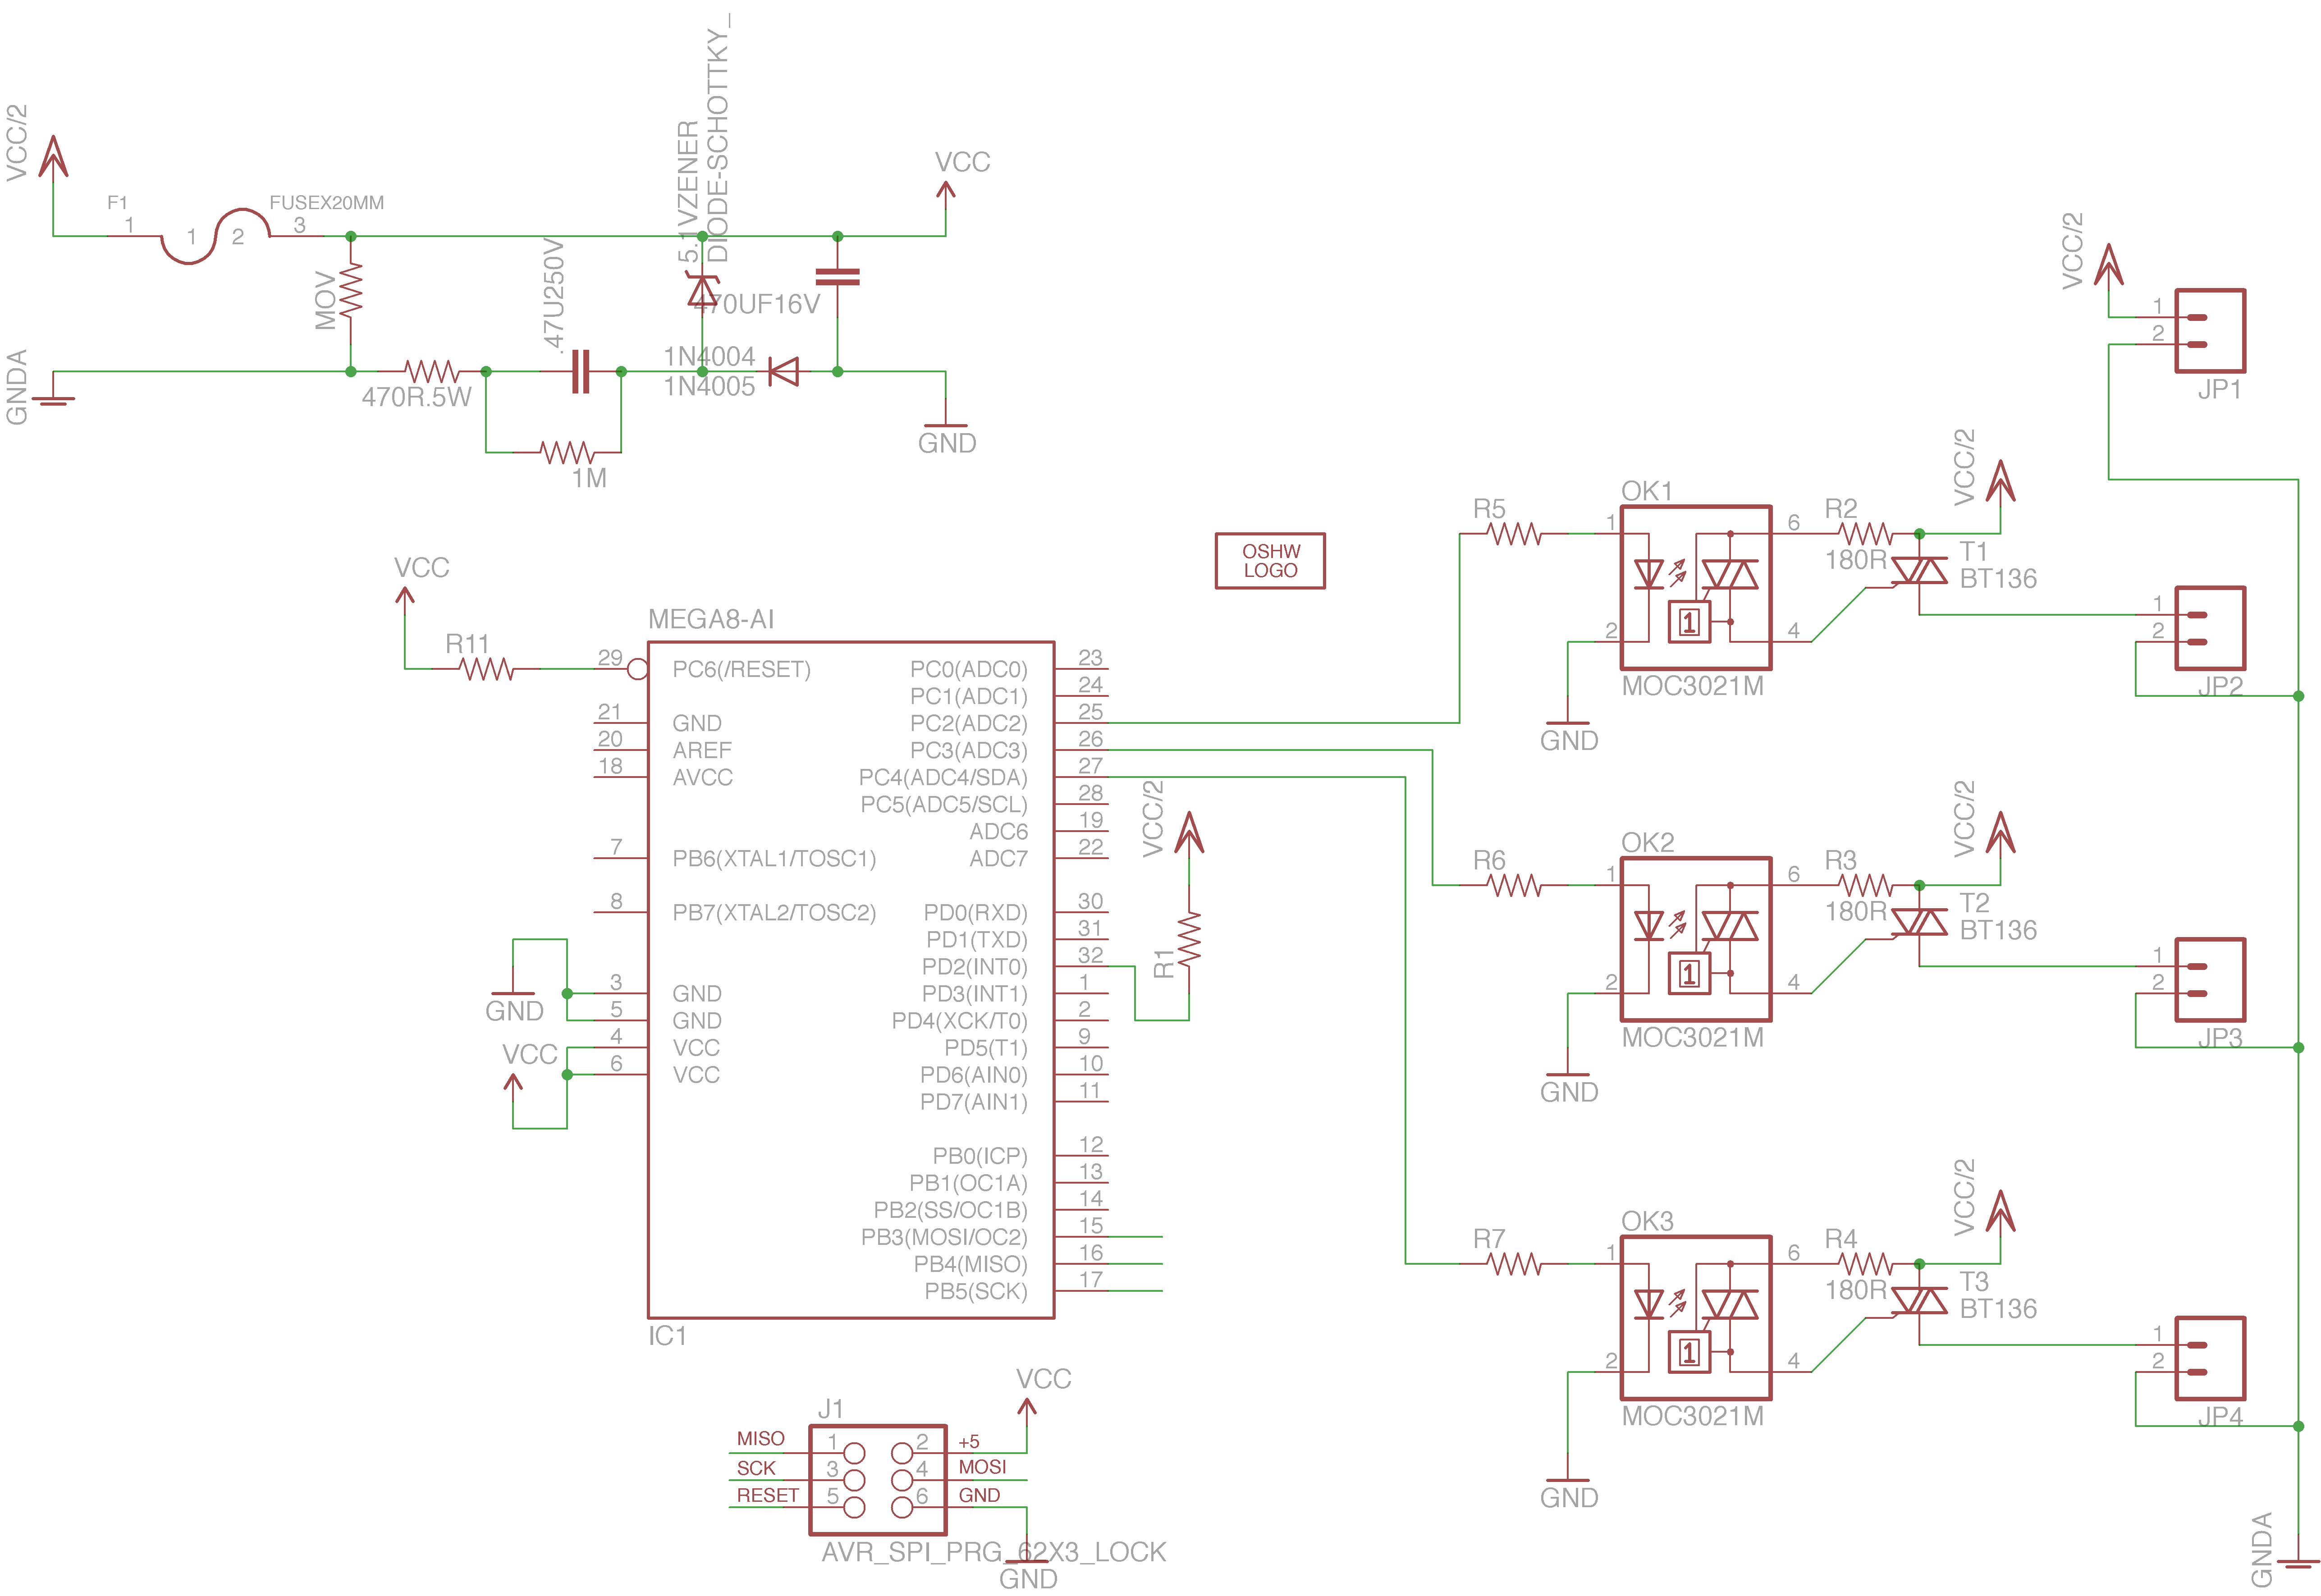 VCC/2
F1
FUSEX20MM
1
1
2
3
MOV
GNDA
470R.5W
.47U250V
1M
5.1VZENER
DIODE-SCHOTTKY_
470UF16V
1N4004
1N4005
VCC
GND
VCC/2
1
2
JP1
OSHW
LOGO
VCC
R11
MEGA8-AI
29 PC6(/RESET)
21 GND
20 AREF
18 AVCC
7 PB6(XTAL1/TOSC1)
8 PB7(XTAL2/TOSC2)
3 GND
5 GND
4 VCC
6 VCC
GND
VCC
PC0(ADC0) 23
PC1(ADC1) 24
PC2(ADC2) 25
PC3(ADC3) 26
PC4(ADC4/SDA) 27
PC5(ADC5/SCL) 28
ADC6 19
ADC7 22
PD0(RXD) 30
PD1(TXD) 31
PD2(INT0) 32
PD3(INT1) 1
PD4(XCK/T0) 2
PD5(T1) 9
PD6(AIN0) 10
PD7(AIN1) 11
PB0(ICP) 12
PB1(OC1A) 13
PB2(SS/OC1B) 14
PB3(MOSI/OC2) 15
PB4(MISO) 16
PB5(SCK) 17
IC1
VCC/2
R1
R5
OK1
1
2
6
4
1
MOC3021M
GND
R2
180R
VCC/2
T1
BT136
1
2
JP2
R6
OK2
1
2
6
4
1
MOC3021M
GND
R3
180R
VCC/2
T2
BT136
1
2
JP3
R7
OK3
1
2
6
4
1
MOC3021M
GND
R4
180R
VCC/2
T3
BT136
1
2
JP4
GNDA
J1
VCC
MISO 1 2 +5
SCK 3 4 MOSI
RESET 5 6 GND
AVR_SPI_PRG_62X3_LOCK
GND